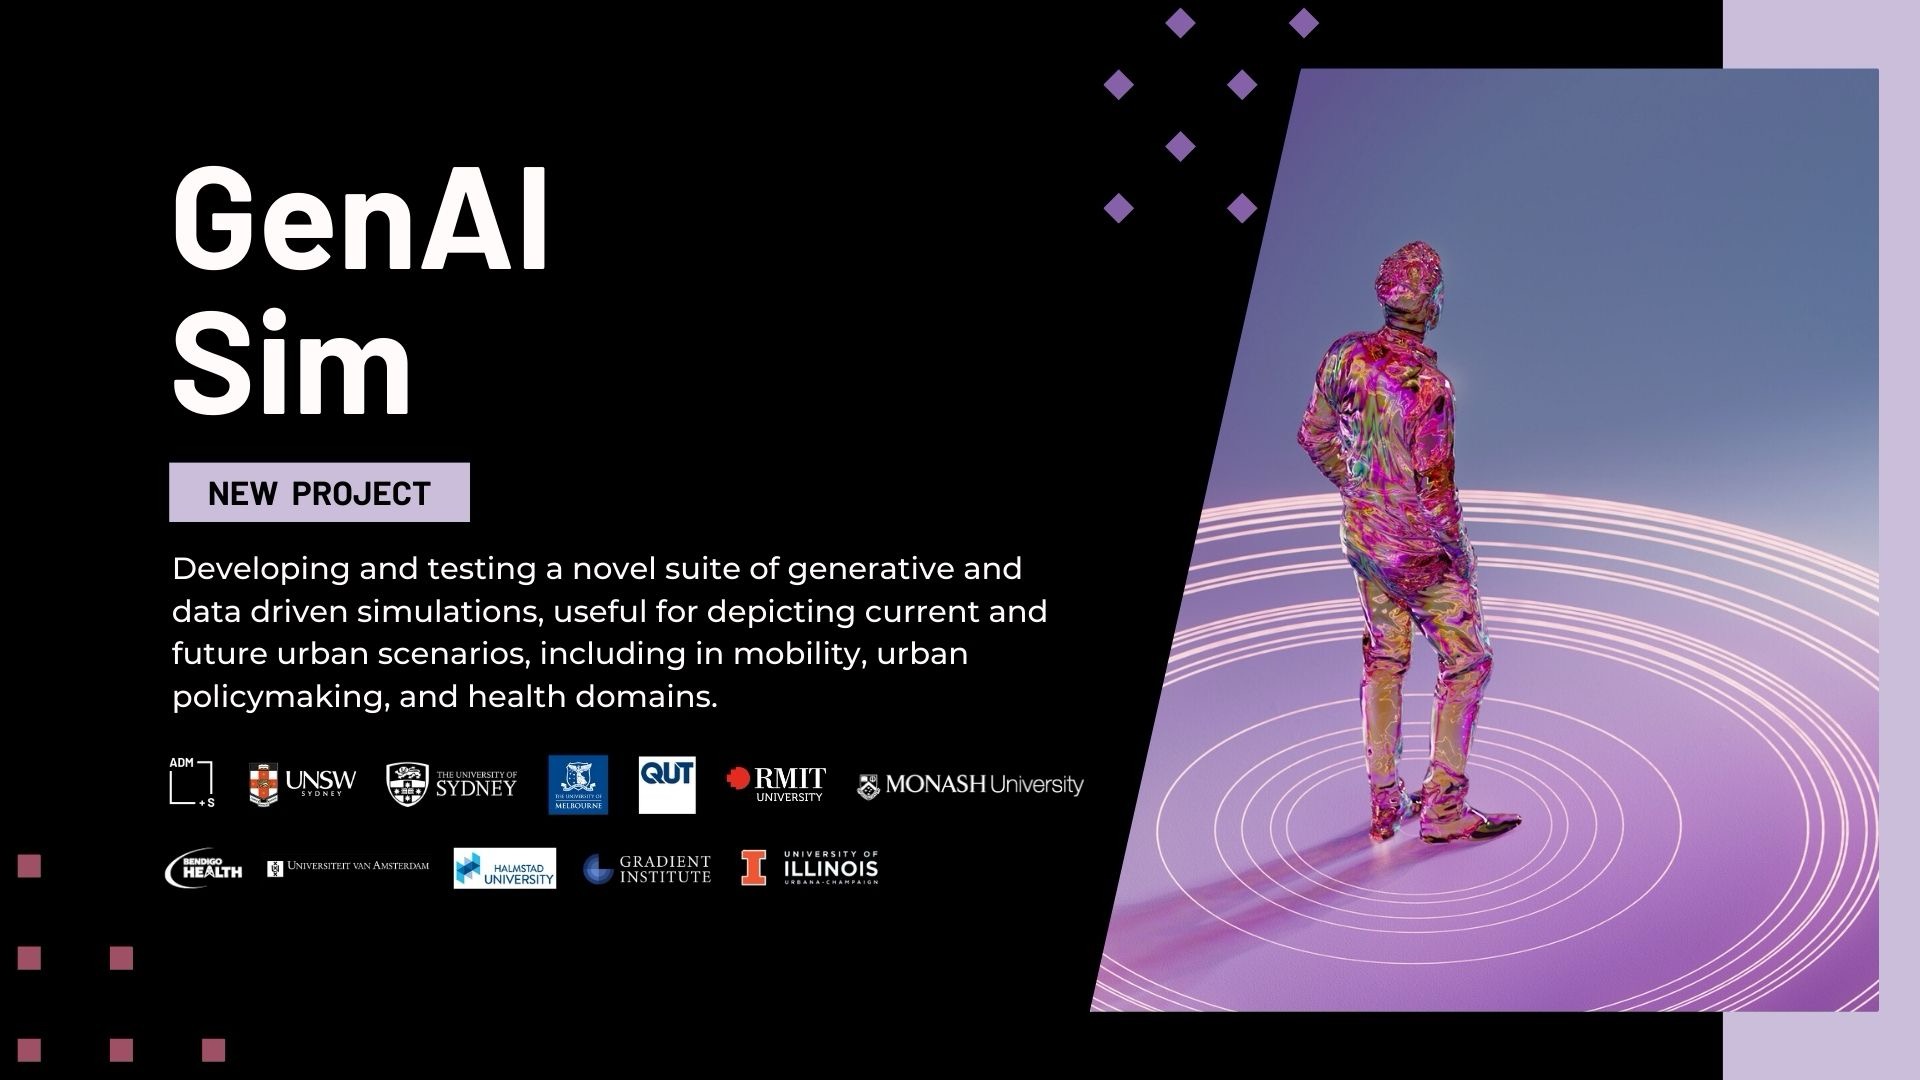 GenAI
Sim
NEW PROJECT
Developing and testing a novel suite of generative and
data driven simulations, useful for depicting current and
future urban scenarios, including in mobility, urban
policymaking, and health domains.
ADM
+S
UNSW
SYDNEY
THE UNIVERSITY OF
SYDNEY
THE UNIVERSITY OF
MELBOURNE
QUT
RMIT
UNIVERSITY
MONASH University
BENDIGO
HEALTH
UNIVERSITEIT VAN AMSTERDAM
HALMSTAD
UNIVERSITY
GRADIENT
INSTITUTE
UNIVERSITY OF
ILLINOIS
URBANA-CHAMPAIGN